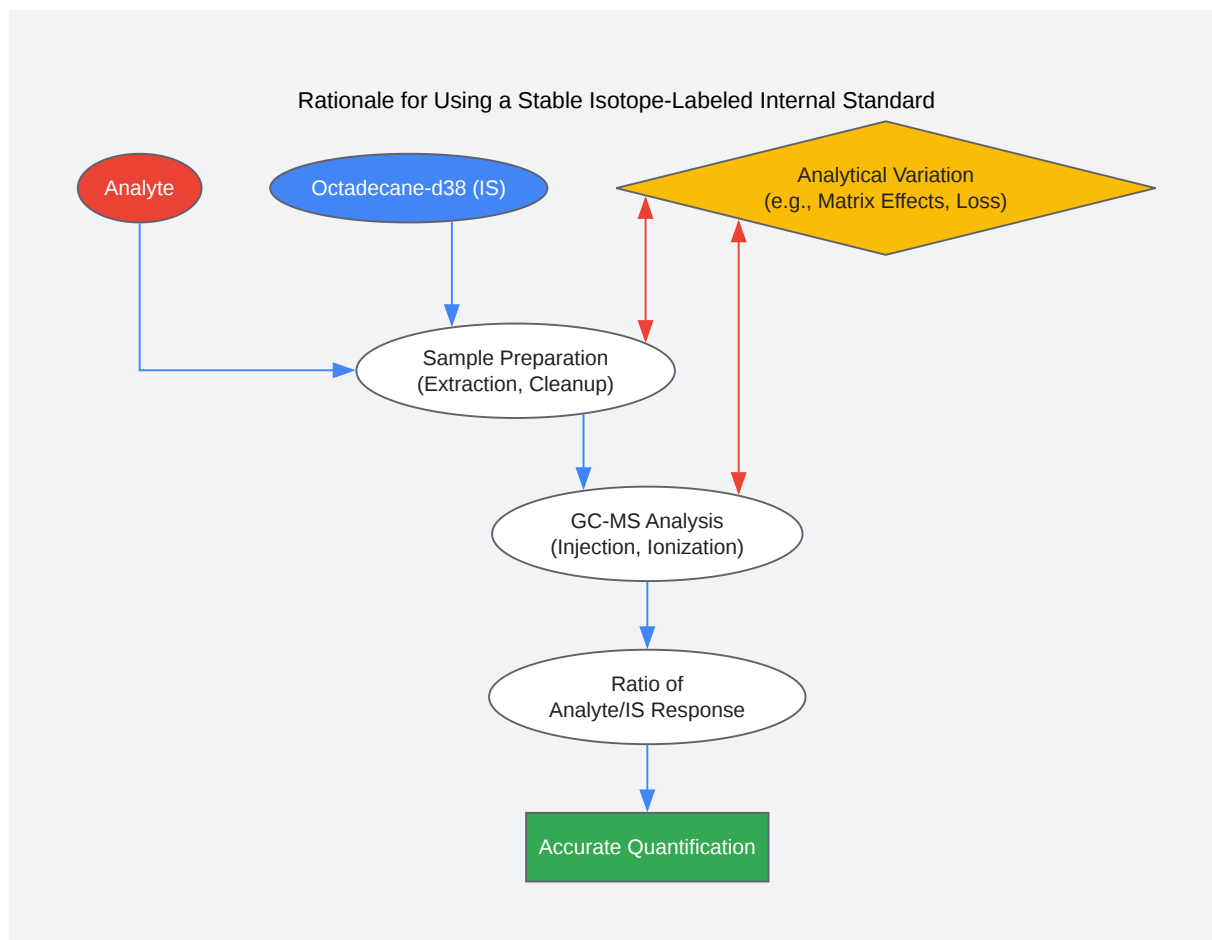 Rationale for Using a Stable Isotope-Labeled Internal Standard
Analyte
Octadecane-d38 (IS)
Analytical Variation
(e.g., Matrix Effects, Loss)
Sample Preparation
(Extraction, Cleanup)
GC-MS Analysis
(Injection, Ionization)
Ratio of
Analyte/IS Response
Accurate Quantification